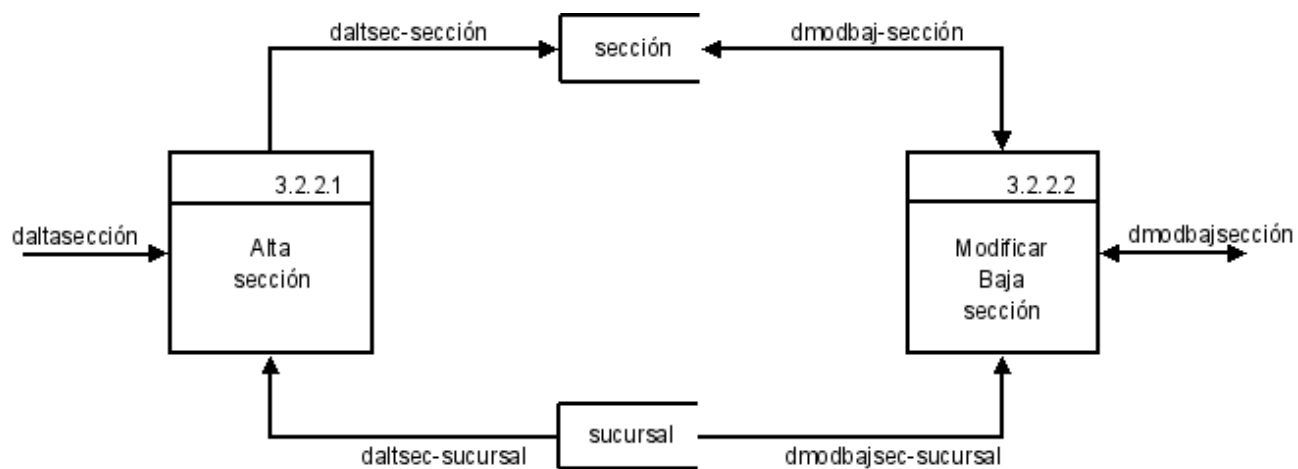 daltsec-sección
sección
dmodbaj-sección
3.2.2.1
3.2.2.2
daltasección
Alta
sección
Modificar
Baja
sección
dmodbajsección
sucursal
daltsec-sucursal
dmodbajsec-sucursal